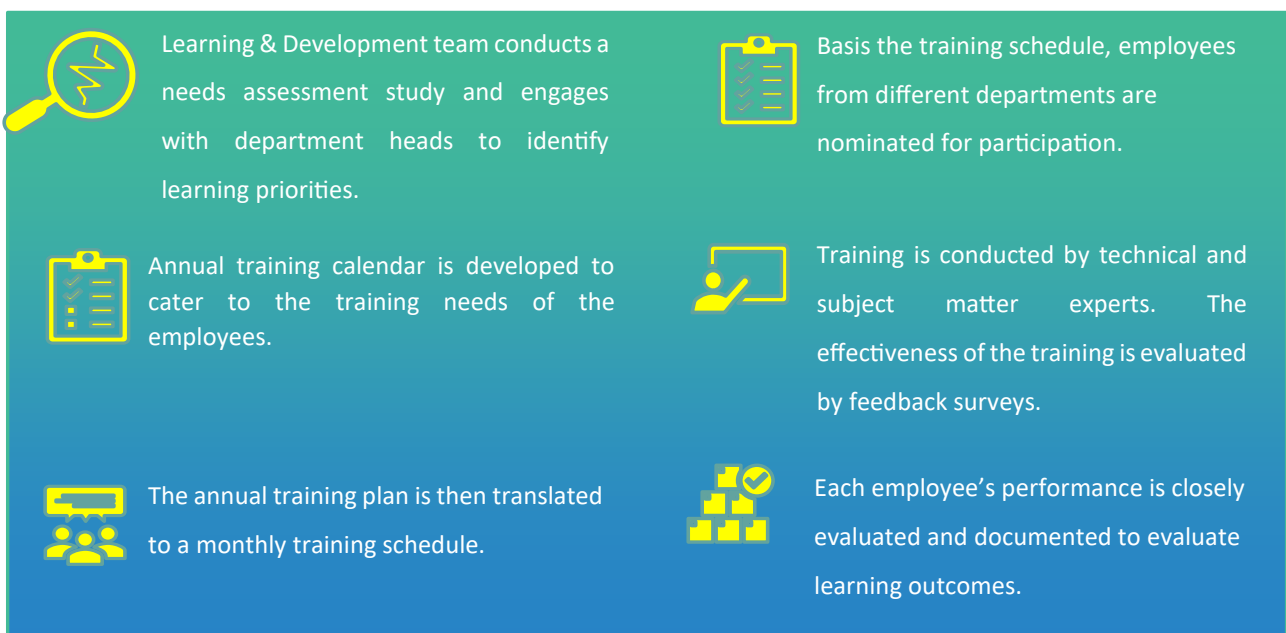 Learning & Development team conducts a
needs assessment study and engages
with department heads to identify
learning priorities.
Annual training calendar is developed to
cater to the training needs of the
employees.
The annual training plan is then translated
to a monthly training schedule.
Basis the training schedule, employees
from different departments are
nominated for participation.
Training is conducted by technical and
subject matter experts. The
effectiveness of the training is evaluated
by feedback surveys.
Each employee’s performance is closely
evaluated and documented to evaluate
learning outcomes.